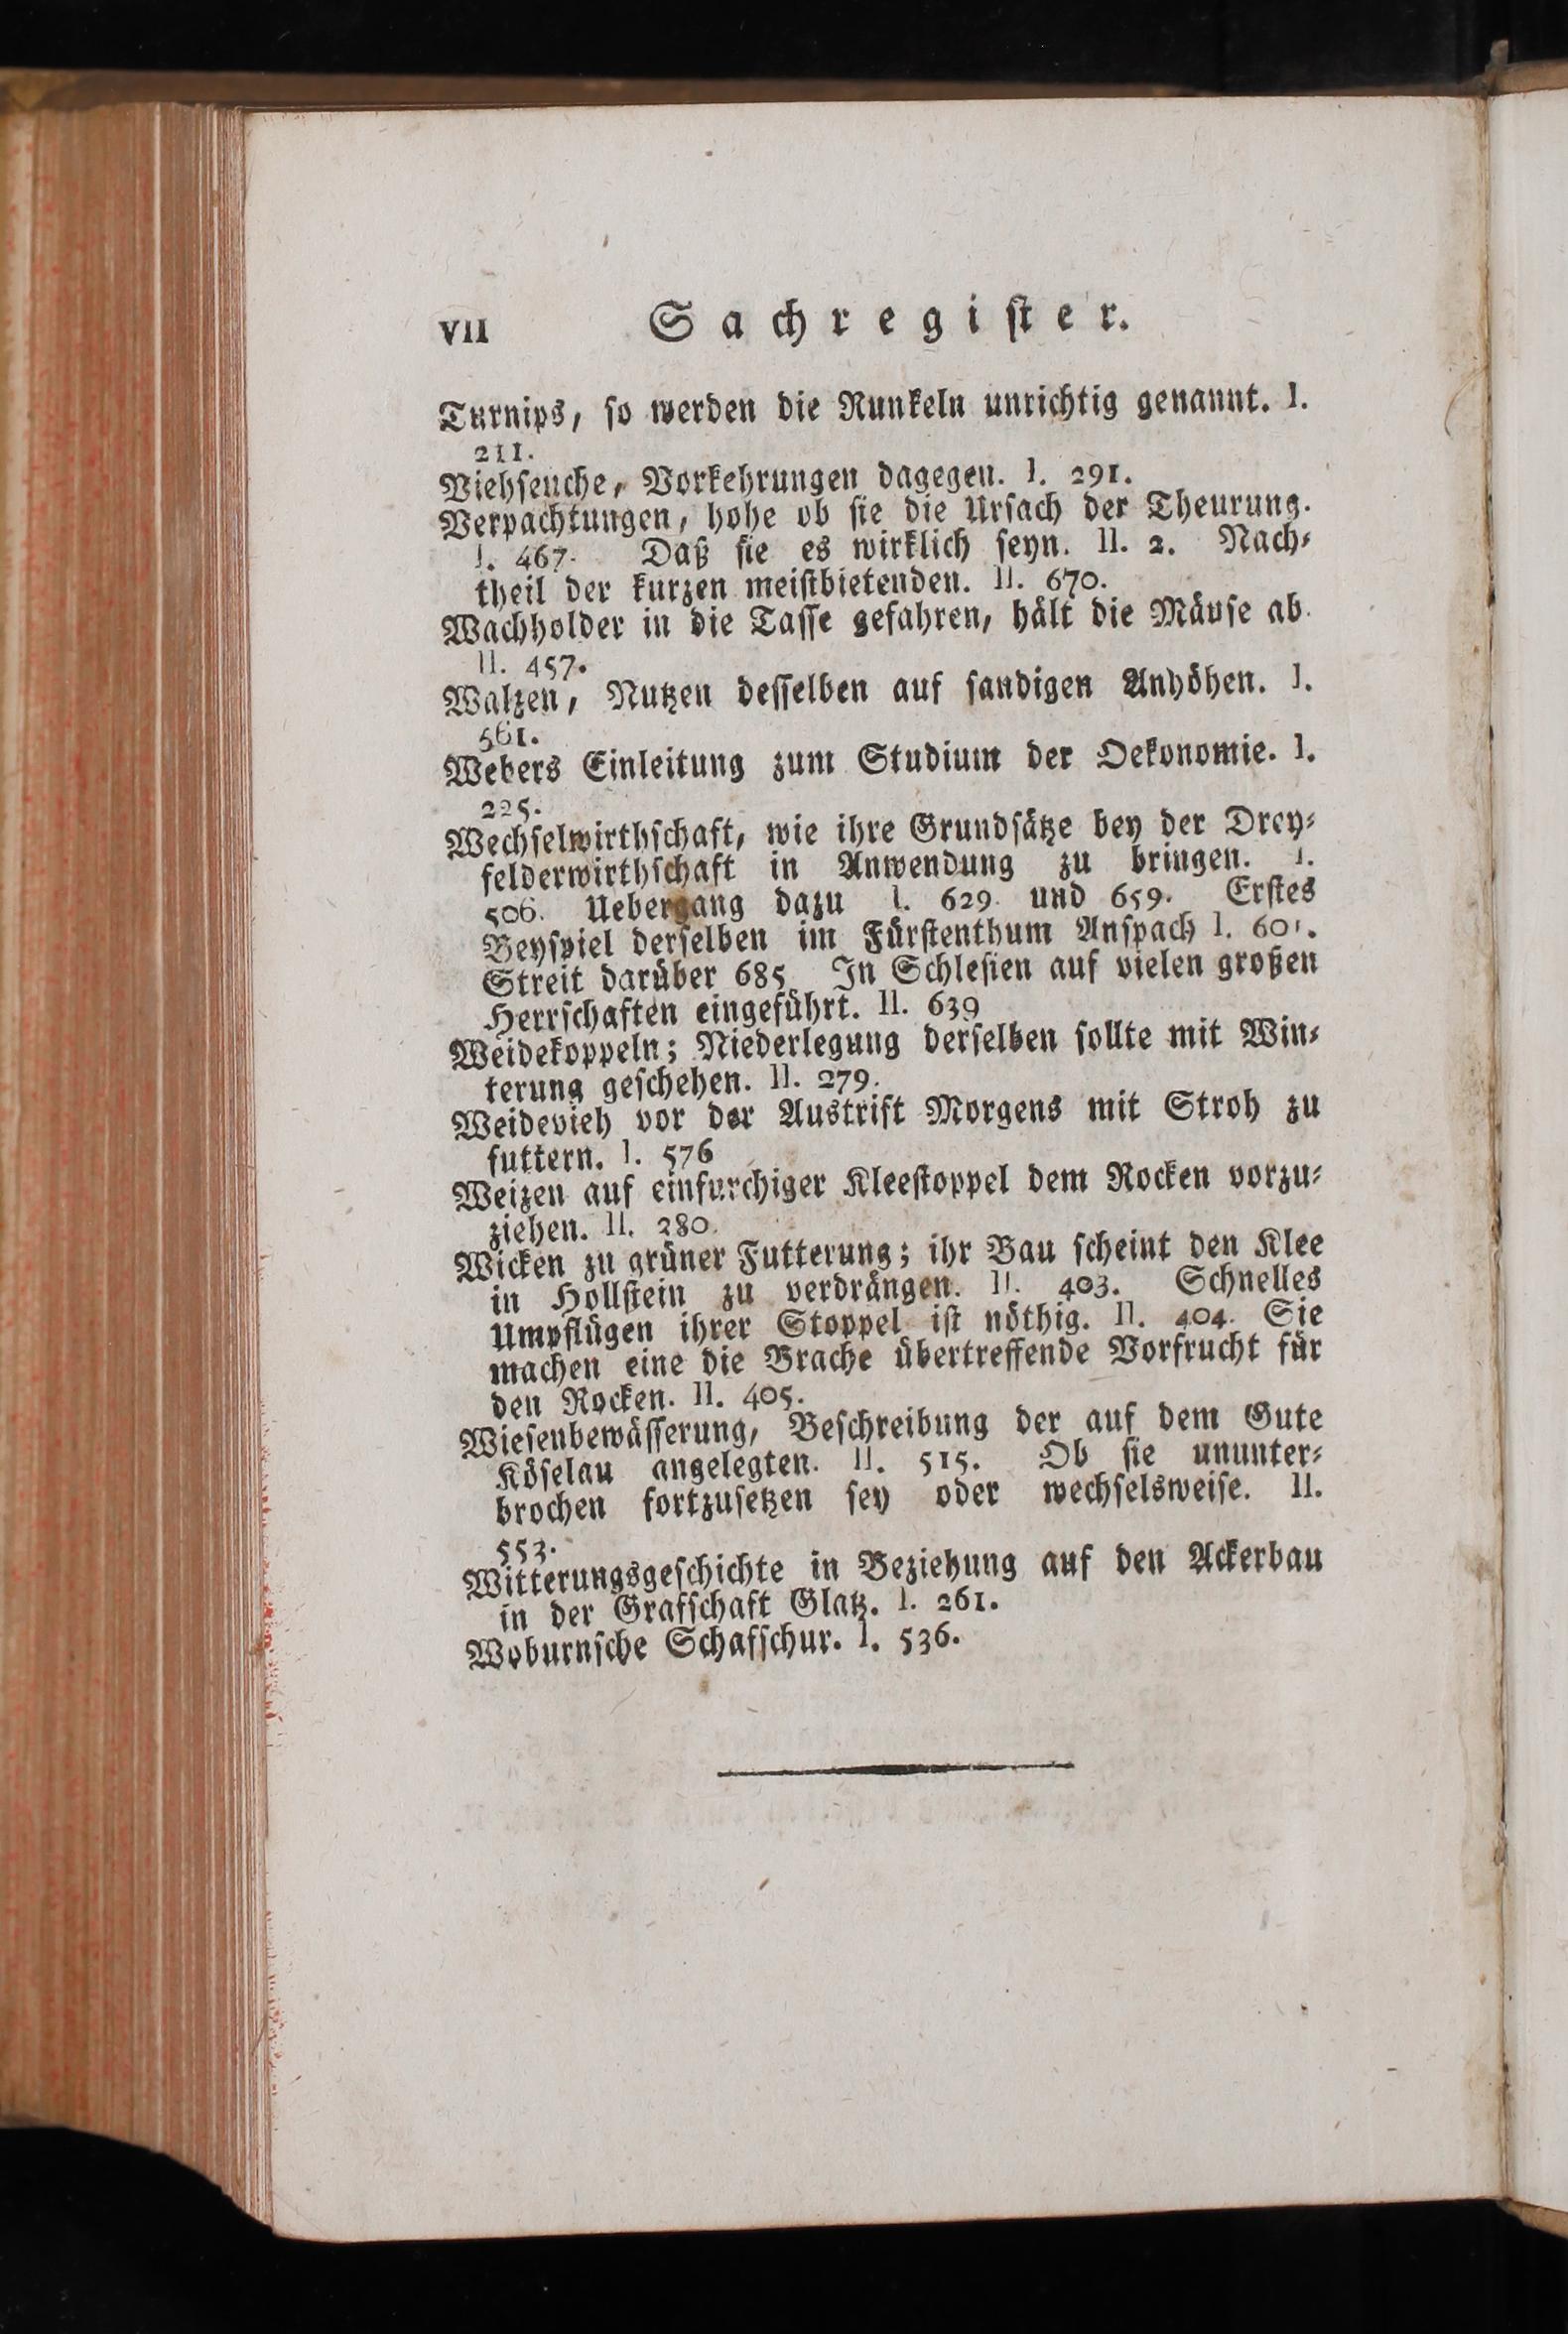 VII Sachregister.
Turnips, so werden die Runkeln unrichtig genannt. I.
211.
Viehseuche, Vorkehrungen dagegen. I. 291.
Verpachtungen, hohe ob sie die Ursach der Theurung.
I. 467. Daß sie es wirklich seyn. II. 2. Nach-
theil der kurzen meistbietenden. II. 670.
Wachholder in die Tasse gefahren, hält die Mäuse ab.
II. 457.
Walzen, Nutzen desselben auf sandigen Anhöhen. I.
561.
Webers Einleitung zum Studium der Oekonomie. I.
225.
Wechselwirthschaft, wie ihre Grundsätze bey der Drey-
felderwirthschaft in Anwendung zu bringen. I.
506. Uebergang dazu I. 629. und 659. Erstes
Beyspiel derselben im Fürstenthum Anspach I. 601.
Streit darüber 685 In Schlesien auf vielen großen
Herrschaften eingeführt. II. 639
Weidekoppeln; Niederlegung derselben sollte mit Win-
terung geschehen. II. 279.
Weidevieh vor der Austrift Morgens mit Stroh zu
futtern. I. 576
Weizen auf einfurchiger Kleestoppel dem Rocken vorzu-
ziehen. II. 280.
Wicken zu grüner Futterung; ihr Bau scheint den Klee
in Hollstein zu verdrängen. II. 403. Schnelles
Umpflügen ihrer Stoppel ist nöthig. II. 404. Sie
machen eine die Brache übertreffende Vorfrucht für
den Rocken. II. 405.
Wiesenbewässerung, Beschreibung der auf dem Gute
Köselau angelegten. II. 515. Ob sie ununter-
brochen fortzusetzen sey oder wechselsweise. II.
553.
Witterungsgeschichte in Beziehung auf den Ackerbau
in der Grafschaft Glatz. I. 261.
Woburnsche Schafschur. I. 536.